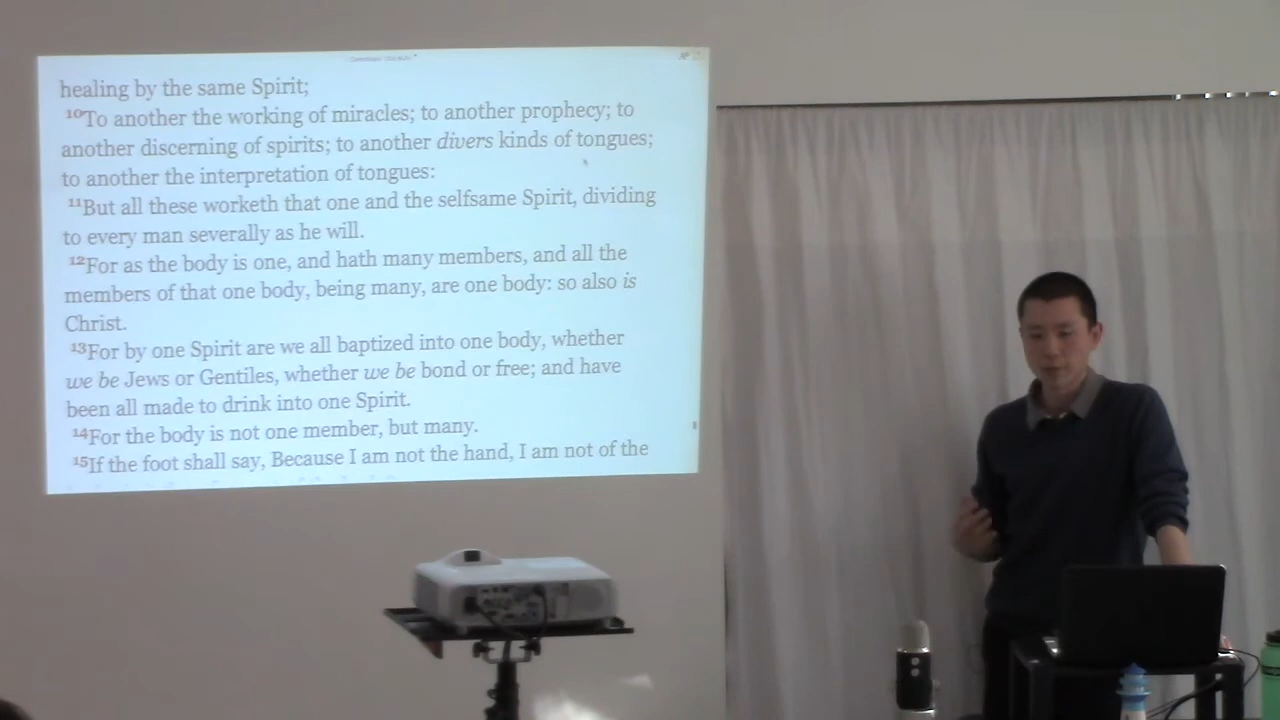 healing by the same Spirit;
¹⁰To another the working of miracles; to another prophecy; to
another discerning of spirits; to another divers kinds of tongues;
to another the interpretation of tongues:
¹¹But all these worketh that one and the selfsame Spirit, dividing
to every man severally as he will.
¹²For as the body is one, and hath many members, and all the
members of that one body, being many, are one body: so also is
Christ.
¹³For by one Spirit are we all baptized into one body, whether
we be Jews or Gentiles, whether we be bond or free; and have
been all made to drink into one Spirit.
¹⁴For the body is not one member, but many.
¹⁵If the foot shall say, Because I am not the hand, I am not of the